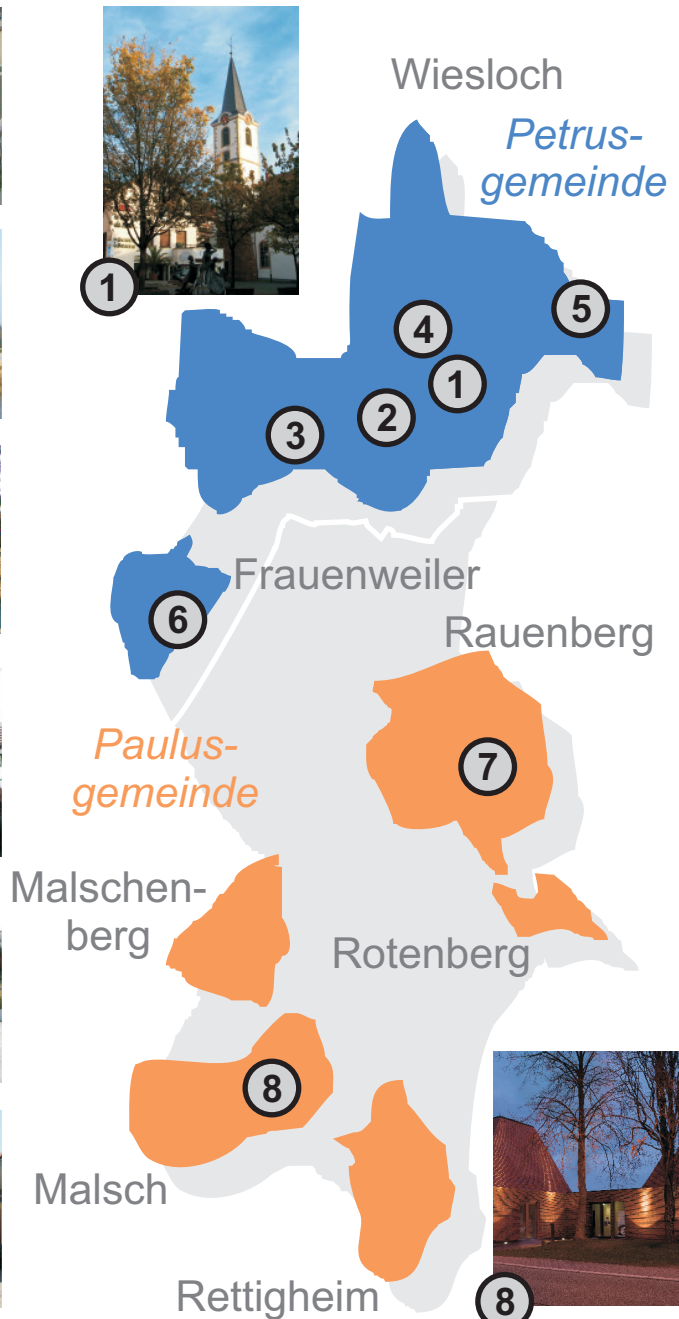 Wiesloch
Petrus-
gemeinde
1
5
4
1
2
3
Frauenweiler
6
Rauenberg
Paulus-
gemeinde
7
Malschen-
berg
Rotenberg
8
Malsch
Rettigheim
8